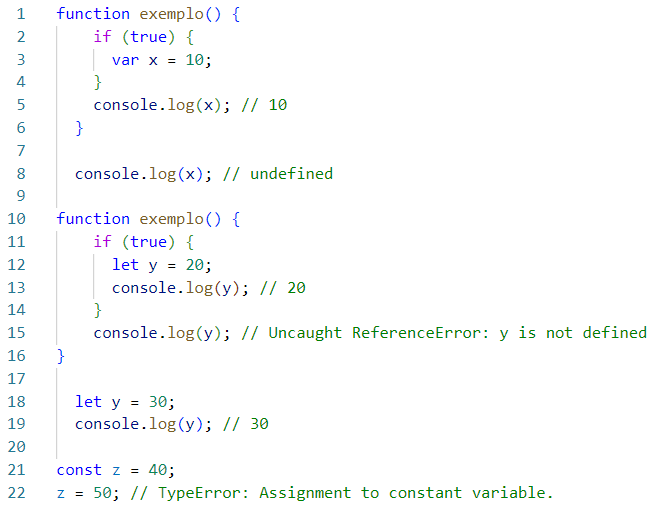 1 function exemplo() {
2 if (true) {
3 var x = 10;
4 }
5 console.log(x); // 10
6 }
7
8 console.log(x); // undefined
9
10 function exemplo() {
11 if (true) {
12 let y = 20;
13 console.log(y); // 20
14 }
15 console.log(y); // Uncaught ReferenceError: y is not defined
16 }
17
18 let y = 30;
19 console.log(y); // 30
20
21 const z = 40;
22 z = 50; // TypeError: Assignment to constant variable.